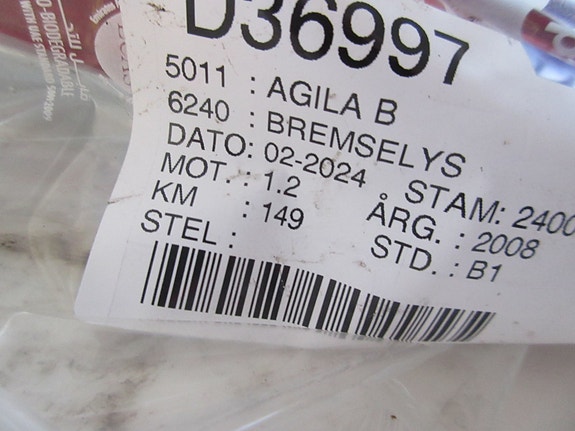 D36997
5011 : AGILA B
6240 : BREMSELYS
DATO: 02-2024 STAM: 2400
MOT. : 1.2 ÅRG. : 2008
KM : 149 STD. : B1
STEL :
O-BIODEGRADABLE